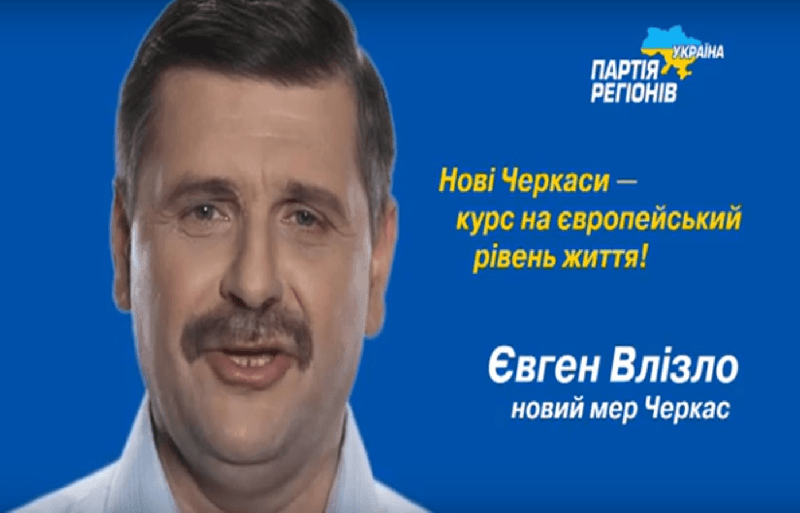 УКРАЇНА
ПАРТІЯ
РЕГІОНІВ
Нові Черкаси —
курс на європейський
рівень життя!
Євген Влізло
новий мер Черкас